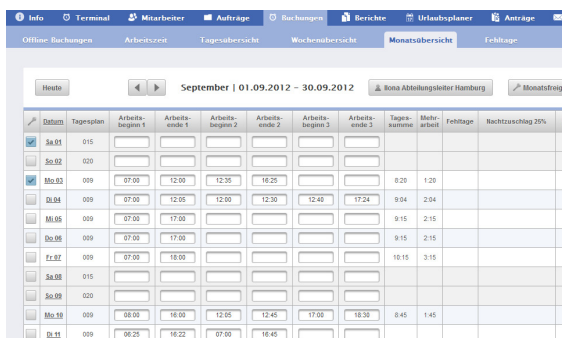 Info Terminal Mitarbeiter Aufträge Buchungen Berichte Urlaubsplaner Anträge
Offline Buchungen Arbeitszeit Tagesübersicht Wochenübersicht Monatsübersicht Fehltage
Heute September | 01.09.2012 - 30.09.2012 Ilona Abteilungsleiter Hamburg Monatsfreig
Datum Tagesplan Arbeits- Arbeits- Arbeits- Arbeits- Arbeits- Arbeits- Tages- Mehr- Fehltage Nachtzuschlag 25%
beginn 1 ende 1 beginn 2 ende 2 beginn 3 ende 3 summe arbeit
Sa 01 015
So 02 020
Mo 03 009 07:00 12:00 12:35 16:25 8:20 1:20
Di 04 009 07:00 12:05 12:00 12:30 12:40 17:24 9:04 2:04
Mi 05 009 07:00 17:00 9:15 2:15
Do 06 009 07:00 17:00 9:15 2:15
Fr 07 009 07:00 18:00 10:15 3:15
Sa 08 015
So 09 020
Mo 10 009 08:00 16:00 12:05 12:45 17:00 18:30 8:45 1:45
Di 11 009 06:25 16:22 07:00 16:45